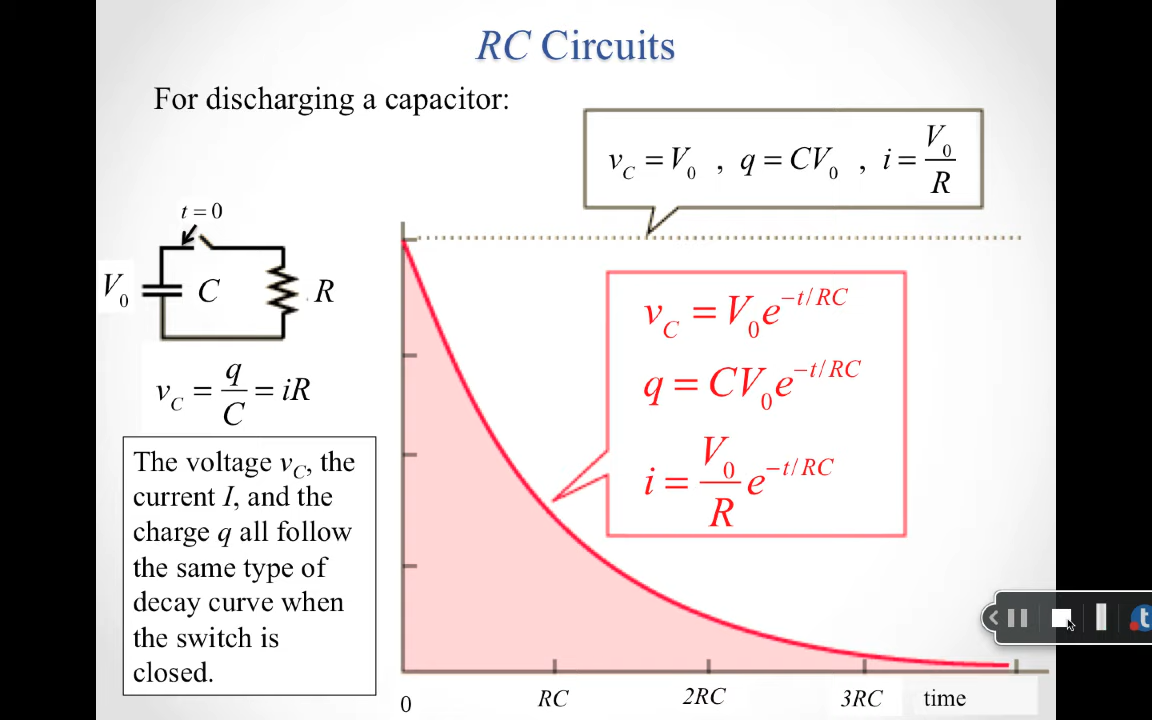 RC Circuits
For discharging a capacitor:
v_C = V_0 , q = CV_0 , i = V_0/R
t = 0
V_0
C
R
v_C = q/C = iR
v_C = V_0e^{−t/RC}
q = CV_0e^{−t/RC}
i = V_0/R e^{−t/RC}
The voltage v_C, the
current I, and the
charge q all follow
the same type of
decay curve when
the switch is
closed.
0
RC
2RC
3RC
time
t